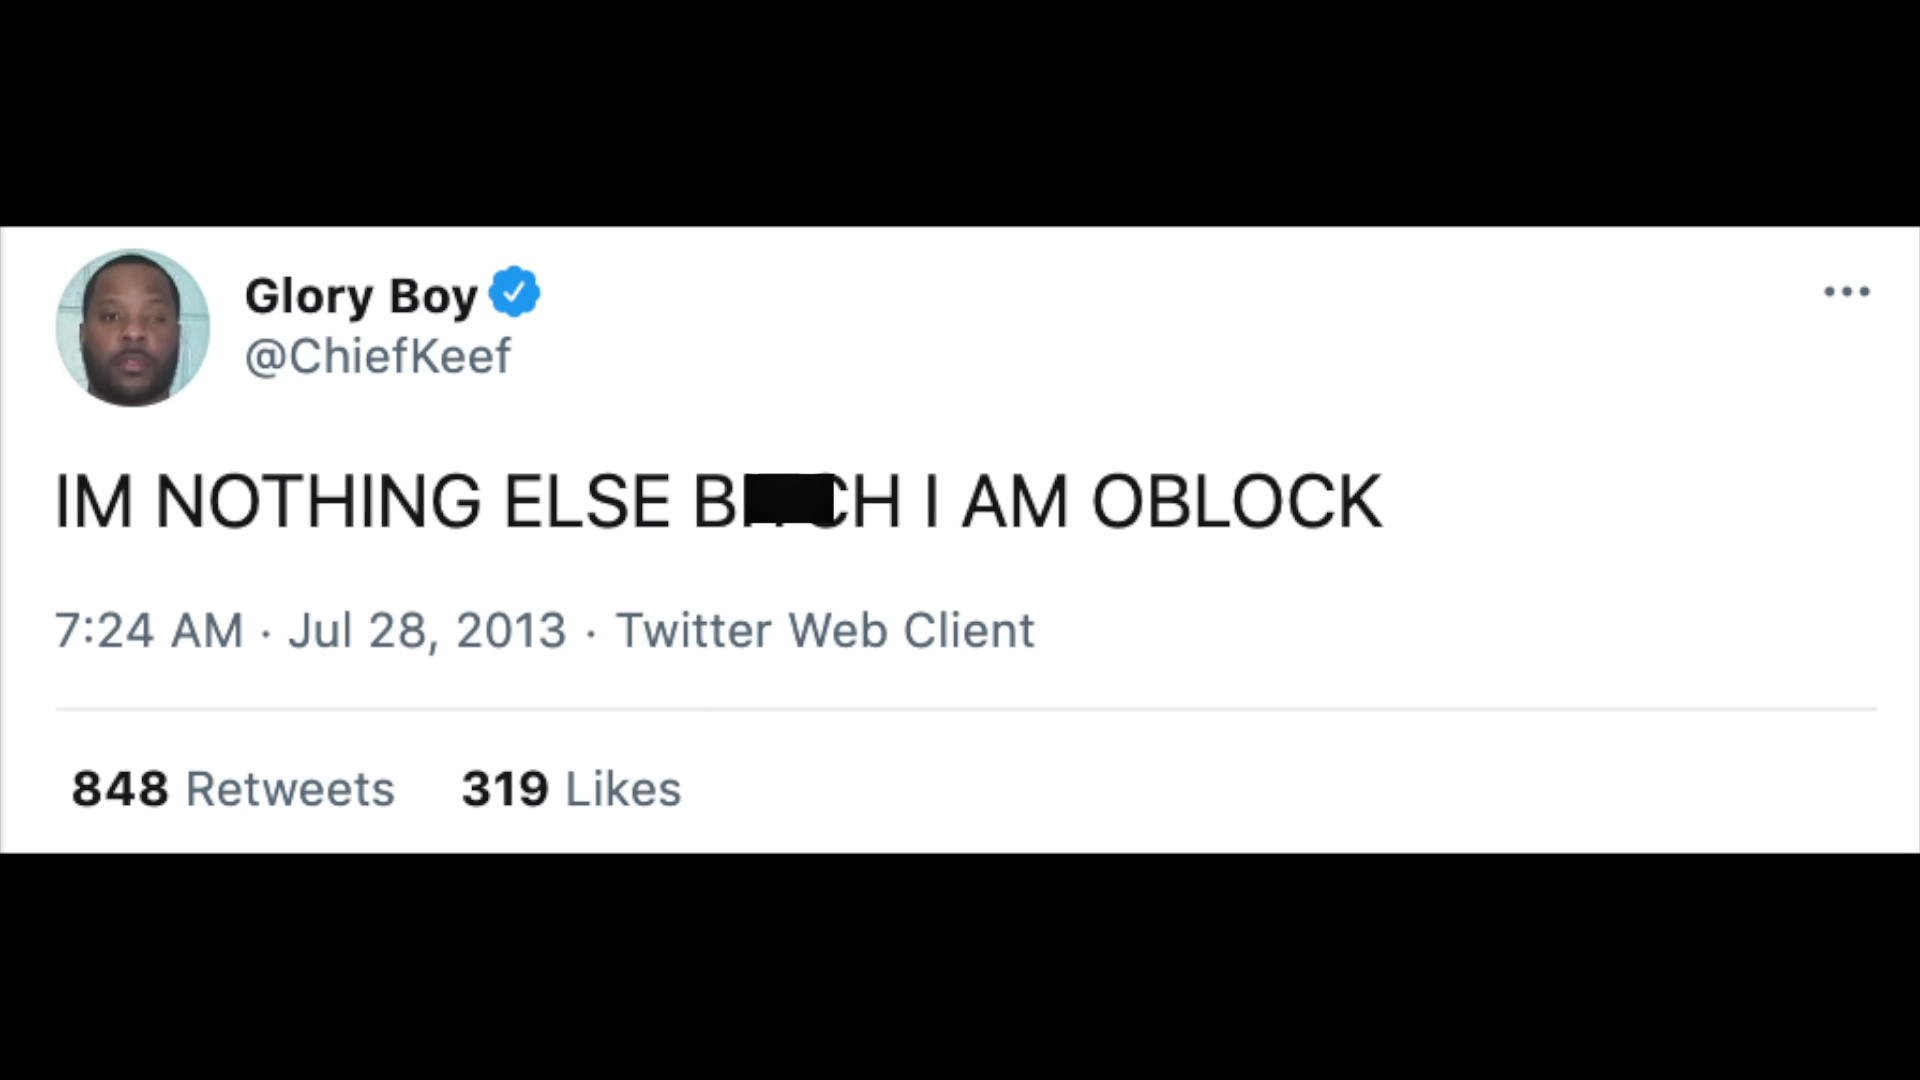 Glory Boy
@ChiefKeef
IM NOTHING ELSE I AM OBLOCK
7:24 AM · Jul 28, 2013 · Twitter Web Client
848 Retweets 319 Likes